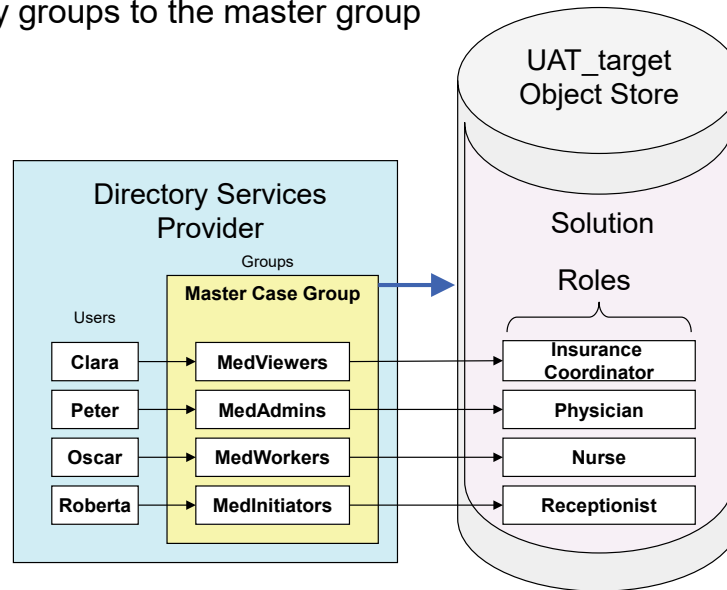 groups to the master group
UAT_target
Object Store
Directory Services
Provider
Solution
Groups
Roles
Master Case Group
Users
Clara
MedViewers
Insurance
Coordinator
Peter
MedAdmins
Physician
Oscar
MedWorkers
Nurse
Roberta
MedInitiators
Receptionist